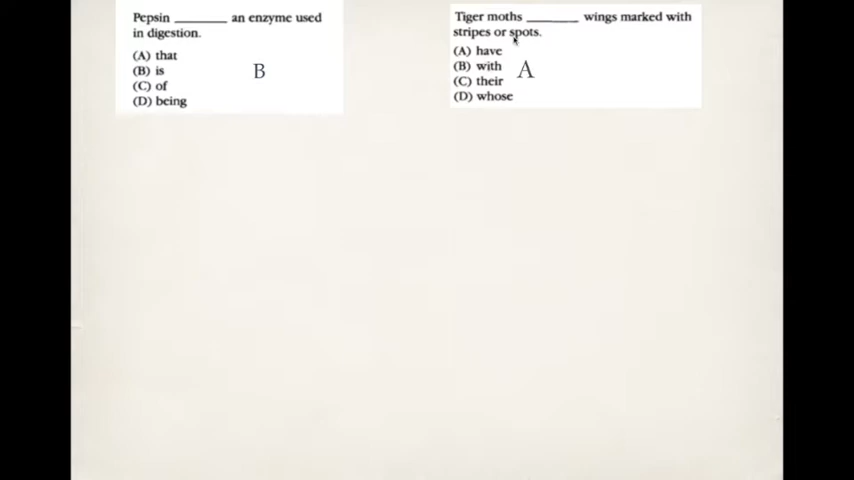 Pepsin ________ an enzyme used
in digestion.
(A) that
(B) is
(C) of
(D) being
B
Tiger moths ________ wings marked with
stripes or spots.
(A) have
(B) with
(C) their
(D) whose
A